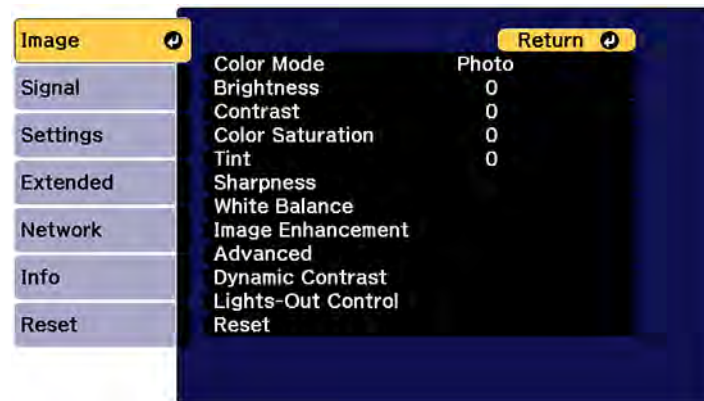 Image
Signal
Settings
Extended
Network
Info
Reset
Return
Color Mode Photo
Brightness 0
Contrast 0
Color Saturation 0
Tint 0
Sharpness
White Balance
Image Enhancement
Advanced
Dynamic Contrast
Lights-Out Control
Reset